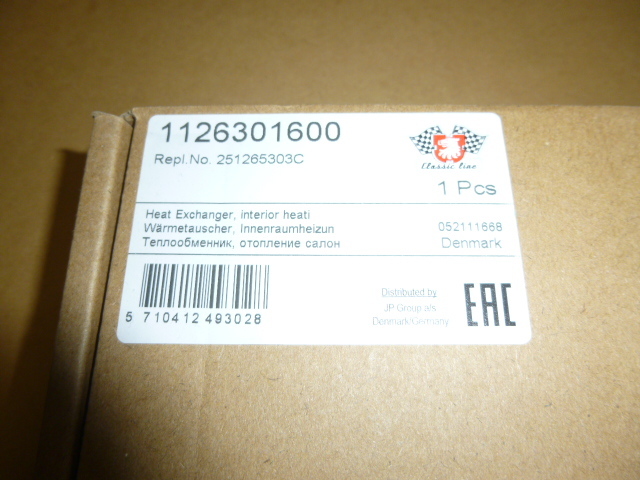 1126301600
Repl.No. 251265303C
Classic line
1 Pcs
Heat Exchanger, interior heati
Wärmetauscher, Innenraumheizun
Теплообменник, отопление салон
052111668
Denmark
5 710412 493028
Distributed by
JP Group a/s
Denmark/Germany
EAC